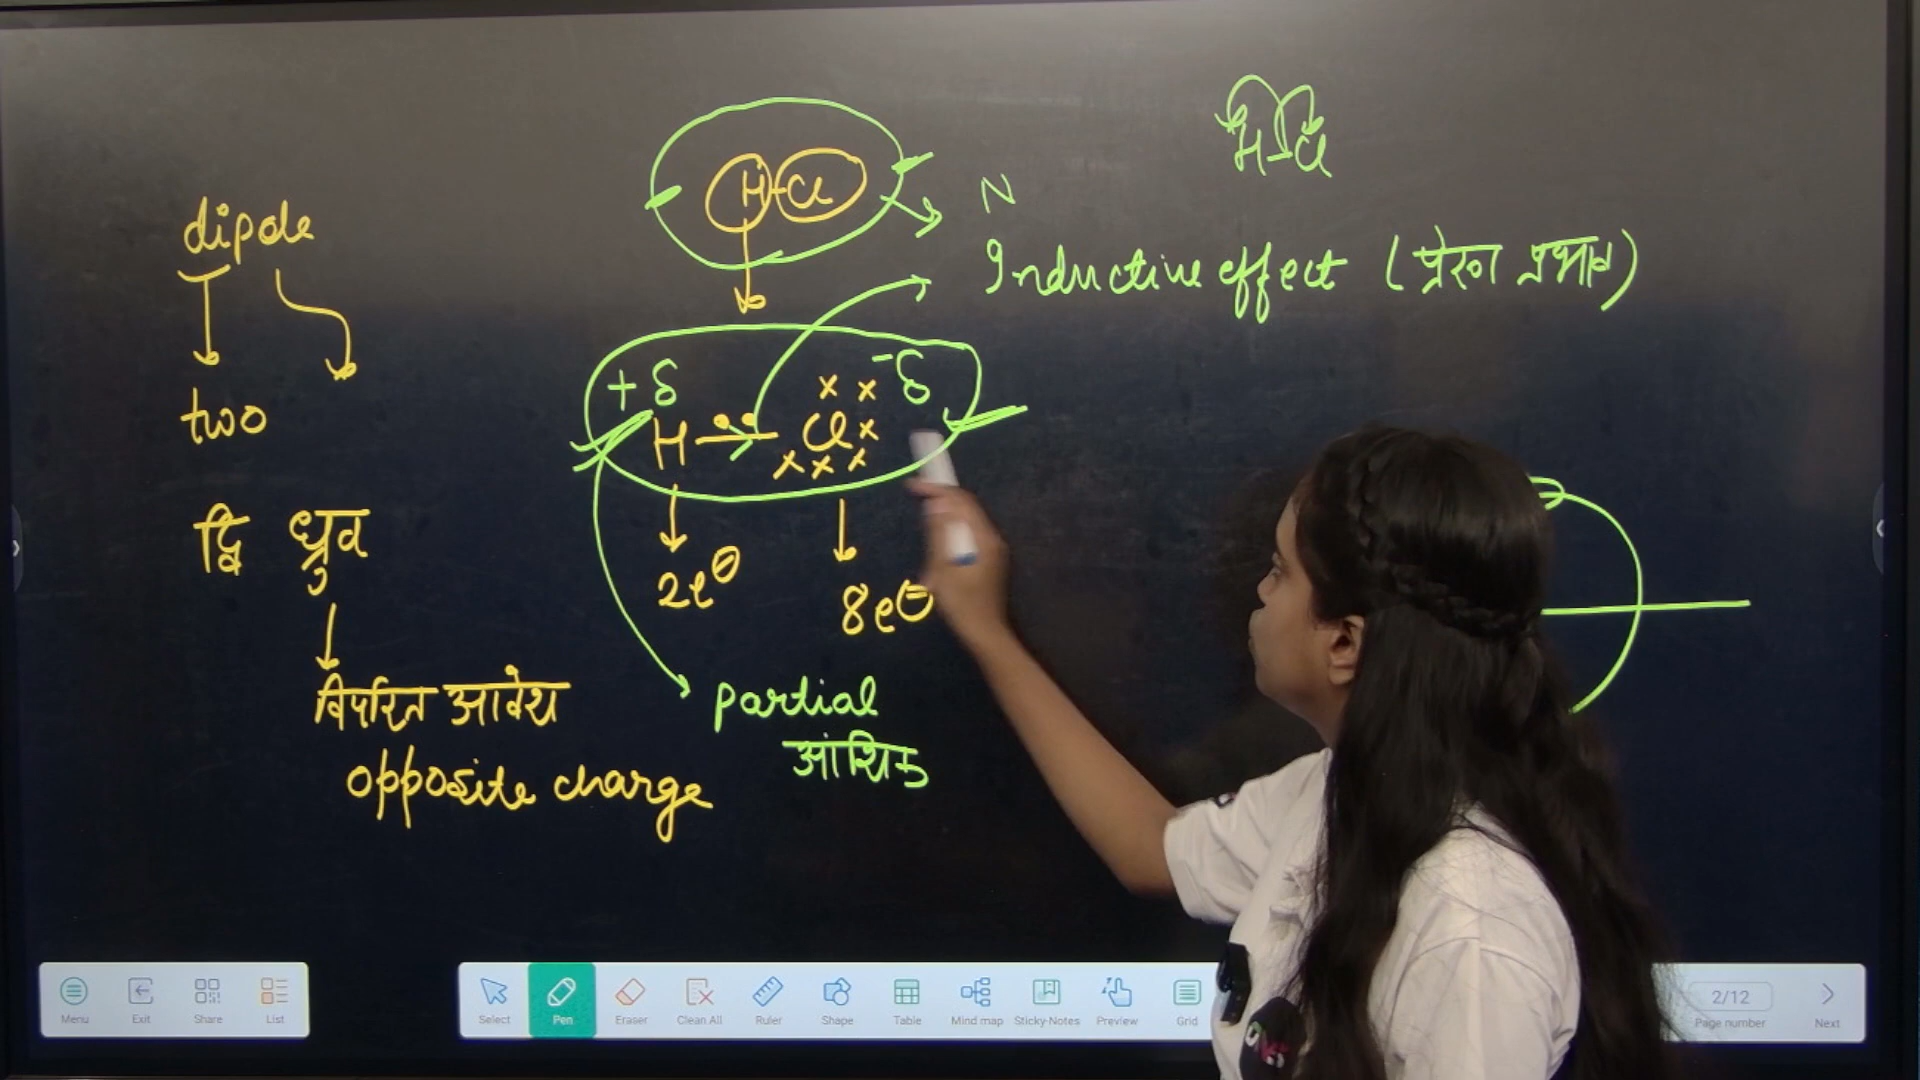 dipole
two
द्वि ध्रुव
विपरित आवेश
opposite charge
H-Cl
+δ -δ
H Cl
2e⊖
8e⊖
partial
आंशिक
H-Cl
N
Inductive effect (प्रेरण प्रभाव)
Menu Exit Share List
Select Pen Eraser Clean All Ruler Shape Table Mind map Sticky-Notes Preview Grid
2/12
Page number Next